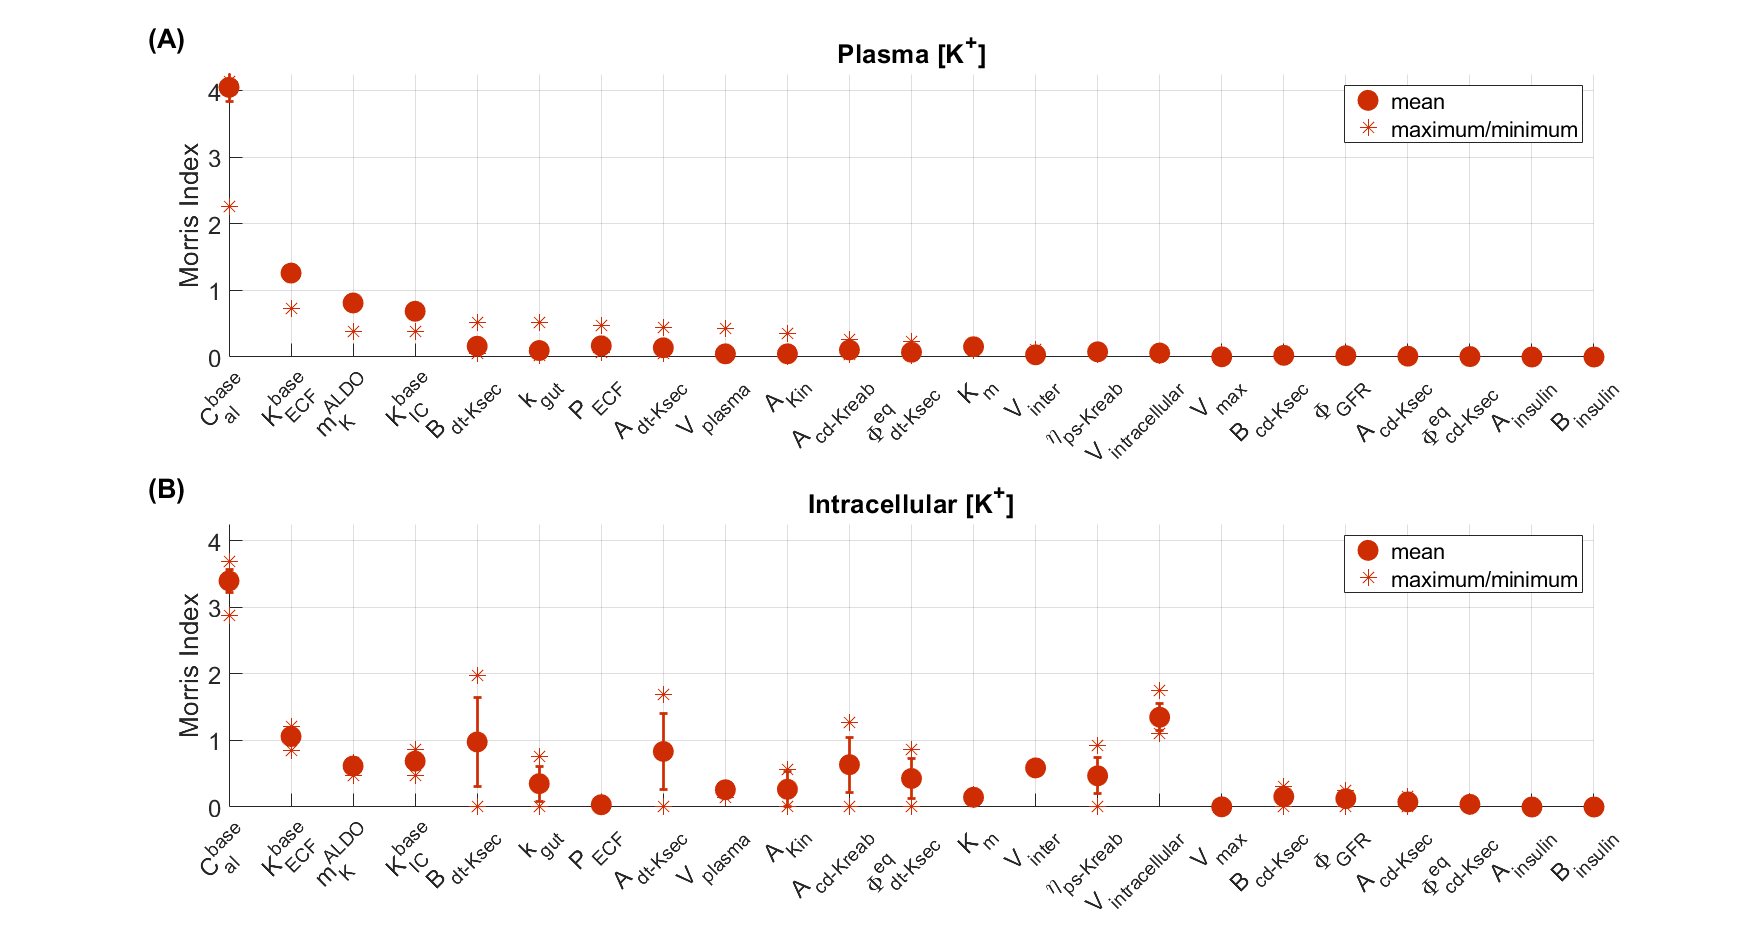 (A)
Plasma [K+]
Morris Index
4
3
2
1
0
mean
maximum/minimum
C al base
K ECF base
m K ALDO
K IC base
B dt-Ksec
k gut
P ECF
A dt-Ksec
V plasma
A Kin
A cd-Kreab
Φ dt-Ksec eq
K m
V inter
η ps-Kreab
V intracellular
V max
B cd-Ksec
Φ GFR
A cd-Ksec
Φ cd-Ksec eq
A insulin
B insulin
(B)
Intracellular [K+]
Morris Index
4
3
2
1
0
mean
maximum/minimum
C al base
K ECF base
m K ALDO
K IC base
B dt-Ksec
k gut
P ECF
A dt-Ksec
V plasma
A Kin
A cd-Kreab
Φ dt-Ksec eq
K m
V inter
η ps-Kreab
V intracellular
V max
B cd-Ksec
Φ GFR
A cd-Ksec
Φ cd-Ksec eq
A insulin
B insulin